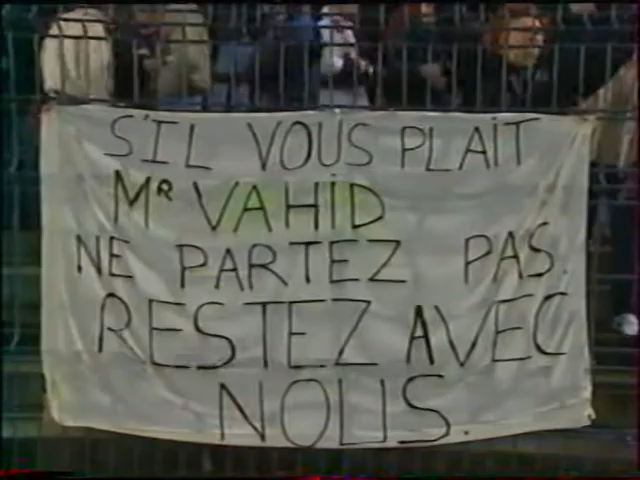 S'IL VOUS PLAIT
MR VAHID
NE PARTEZ PAS.
RESTEZ AVEC
NOUS.